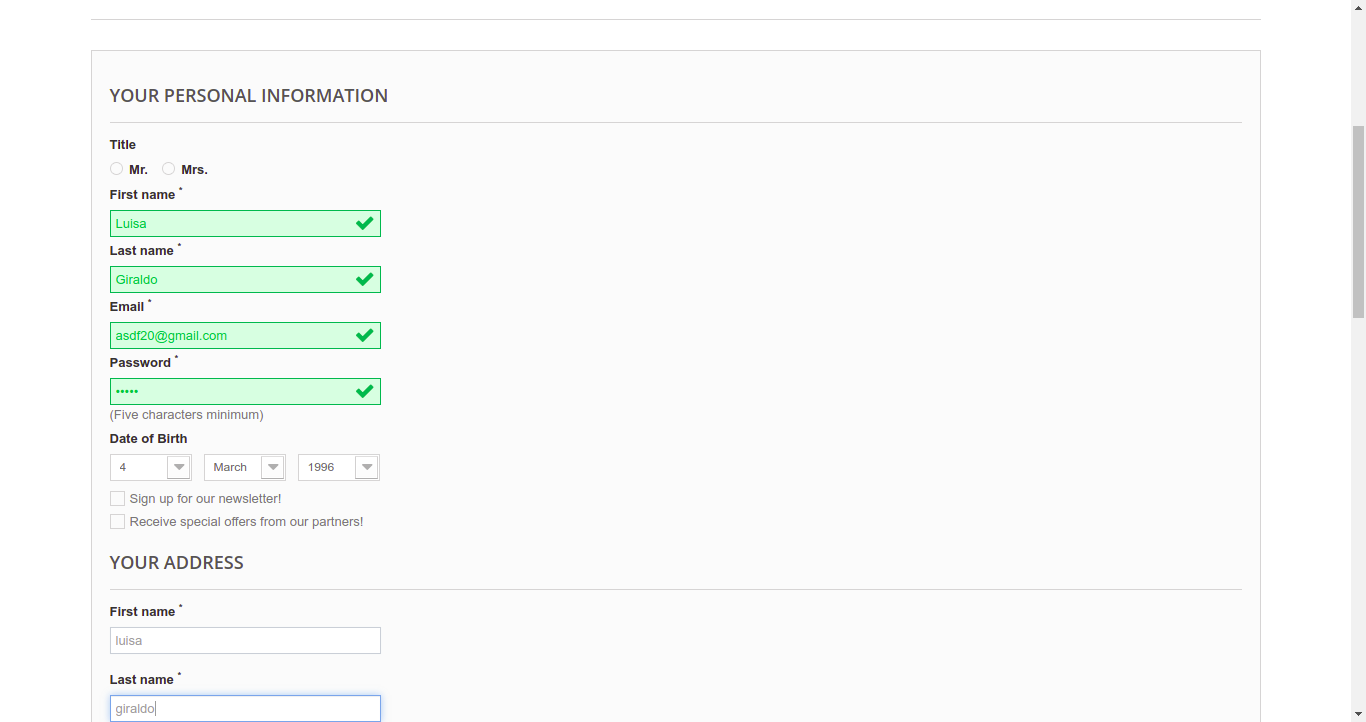 YOUR PERSONAL INFORMATION
Title
Mr. Mrs.
First name *
Luisa
Last name *
Giraldo
Email *
asdf20@gmail.com
Password *
•••••
(Five characters minimum)
Date of Birth
4 March 1996
Sign up for our newsletter!
Receive special offers from our partners!
YOUR ADDRESS
First name *
luisa
Last name *
giraldo